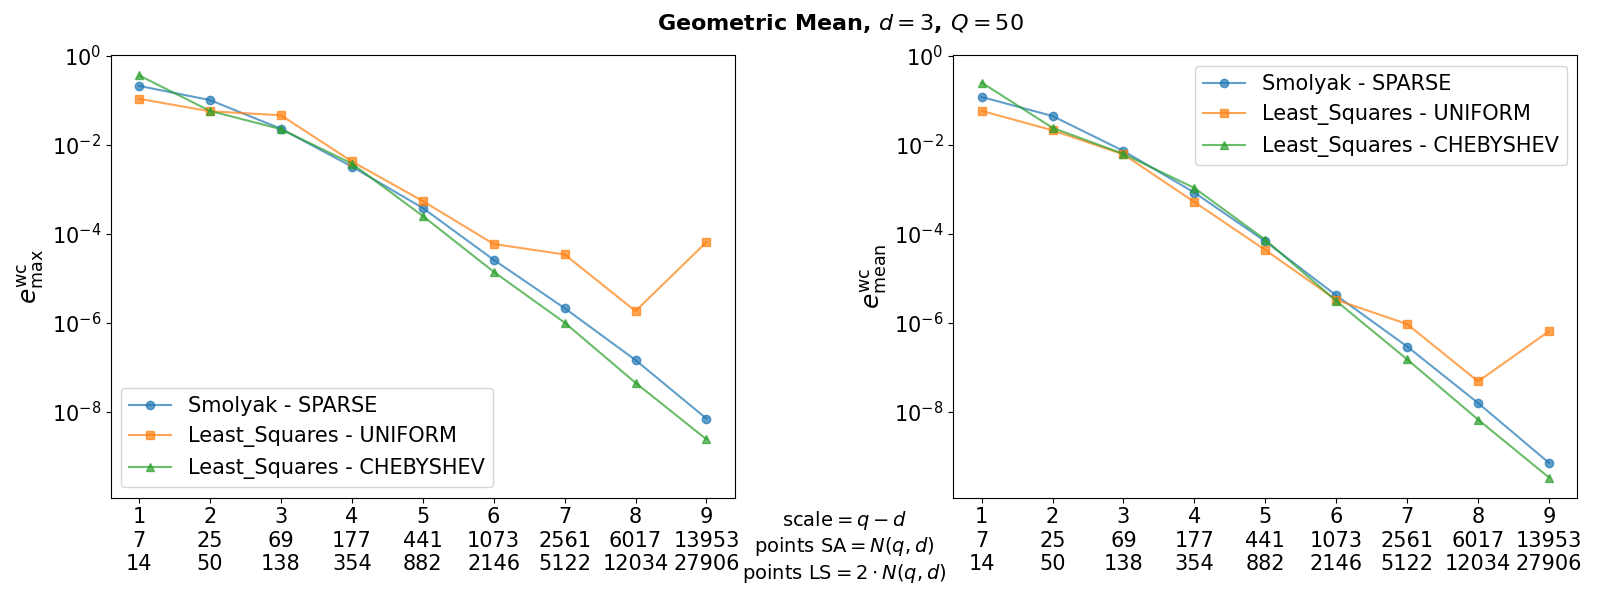 Geometric Mean, d = 3, Q = 50
10^0
10^−2
10^−4
10^−6
10^−8
e^wc_max
Smolyak - SPARSE
Least_Squares - UNIFORM
Least_Squares - CHEBYSHEV
1 2 3 4 5 6 7 8 9
7 25 69 177 441 1073 2561 6017 13953
14 50 138 354 882 2146 5122 12034 27906
scale = q − d
points SA = N(q, d)
points LS = 2 · N(q, d)
10^0
10^−2
10^−4
10^−6
10^−8
e^wc_mean
Smolyak - SPARSE
Least_Squares - UNIFORM
Least_Squares - CHEBYSHEV
1 2 3 4 5 6 7 8 9
7 25 69 177 441 1073 2561 6017 13953
14 50 138 354 882 2146 5122 12034 27906